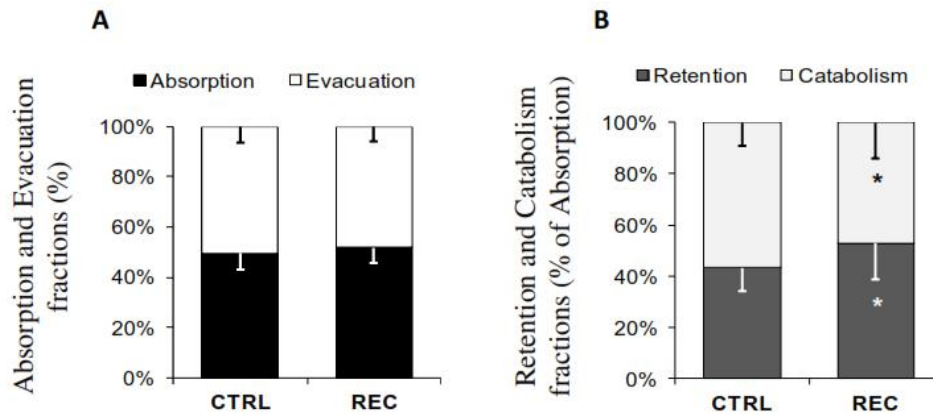 A
Absorption Evacuation
Absorption and Evacuation
fractions (%)
100%
80%
60%
40%
20%
0%
CTRL REC
B
Retention Catabolism
Retention and Catabolism
fractions (% of Absorption)
100%
80%
60%
40%
20%
0%
*
*
CTRL REC